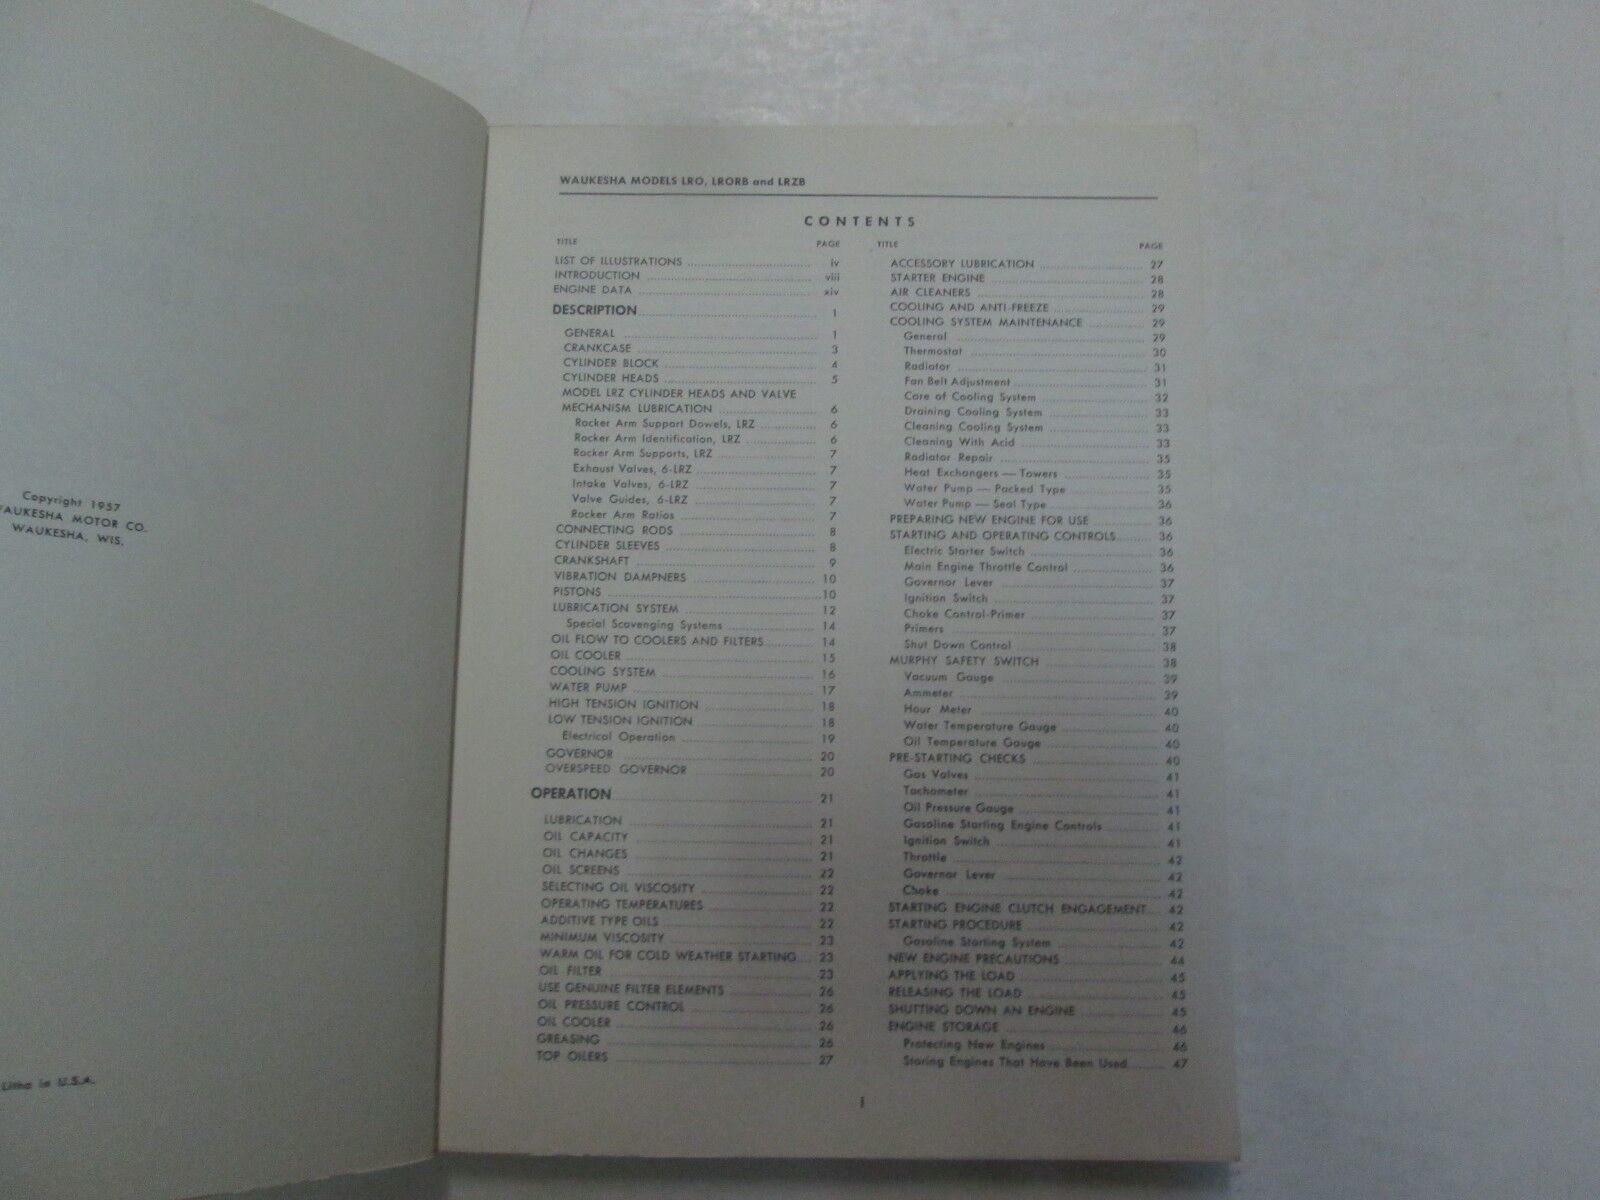 Copyright 1957
WAUKESHA MOTOR CO.
WAUKESHA, WIS.
Litho in U.S.A.
WAUKESHA MODELS LRO, LRORB and LRZB
CONTENTS
TITLE PAGE
LIST OF ILLUSTRATIONS iv
INTRODUCTION viii
ENGINE DATA xiv
DESCRIPTION 1
GENERAL 1
CRANKCASE 3
CYLINDER BLOCK 4
CYLINDER HEADS 5
MODEL LRZ CYLINDER HEADS AND VALVE
MECHANISM LUBRICATION 6
Rocker Arm Support Dowels, LRZ 6
Rocker Arm Identification, LRZ 6
Rocker Arm Supports, LRZ 7
Exhaust Valves, 6-LRZ 7
Intake Valves, 6-LRZ 7
Valve Guides, 6-LRZ 7
Rocker Arm Ratios 7
CONNECTING RODS 8
CYLINDER SLEEVES 8
CRANKSHAFT 9
VIBRATION DAMPNERS 10
PISTONS 10
LUBRICATION SYSTEM 12
Special Scavenging Systems 14
OIL FLOW TO COOLERS AND FILTERS 14
OIL COOLER 15
COOLING SYSTEM 16
WATER PUMP 17
HIGH TENSION IGNITION 18
LOW TENSION IGNITION 18
Electrical Operation 19
GOVERNOR 20
OVERSPEED GOVERNOR 20
OPERATION 21
LUBRICATION 21
OIL CAPACITY 21
OIL CHANGES 21
OIL SCREENS 22
SELECTING OIL VISCOSITY 22
OPERATING TEMPERATURES 22
ADDITIVE TYPE OILS 22
MINIMUM VISCOSITY 23
WARM OIL FOR COLD WEATHER STARTING 23
OIL FILTER 23
USE GENUINE FILTER ELEMENTS 26
OIL PRESSURE CONTROL 26
OIL COOLER 26
GREASING 26
TOP OILERS 27
TITLE PAGE
ACCESSORY LUBRICATION 27
STARTER ENGINE 28
AIR CLEANERS 28
COOLING AND ANTI-FREEZE 29
COOLING SYSTEM MAINTENANCE 29
General 29
Thermostat 30
Radiator 31
Fan Belt Adjustment 31
Care of Cooling System 32
Draining Cooling System 33
Cleaning Cooling System 33
Cleaning With Acid 33
Radiator Repair 35
Heat Exchangers — Towers 35
Water Pump — Packed Type 35
Water Pump — Seal Type 36
PREPARING NEW ENGINE FOR USE 36
STARTING AND OPERATING CONTROLS 36
Electric Starter Switch 36
Main Engine Throttle Control 36
Governor Lever 37
Ignition Switch 37
Choke Control-Primer 37
Primers 37
Shut Down Control 38
MURPHY SAFETY SWITCH 38
Vacuum Gauge 39
Ammeter 39
Hour Meter 40
Water Temperature Gauge 40
Oil Temperature Gauge 40
PRE-STARTING CHECKS 40
Gas Valves 41
Tachometer 41
Oil Pressure Gauge 41
Gasoline Starting Engine Controls 41
Ignition Switch 41
Throttle 42
Governor Lever 42
Choke 42
STARTING ENGINE CLUTCH ENGAGEMENT 42
STARTING PROCEDURE 42
Gasoline Starting System 42
NEW ENGINE PRECAUTIONS 44
APPLYING THE LOAD 45
RELEASING THE LOAD 45
SHUTTING DOWN AN ENGINE 45
ENGINE STORAGE 46
Protecting New Engines 46
Storing Engines That Have Been Used 47
I